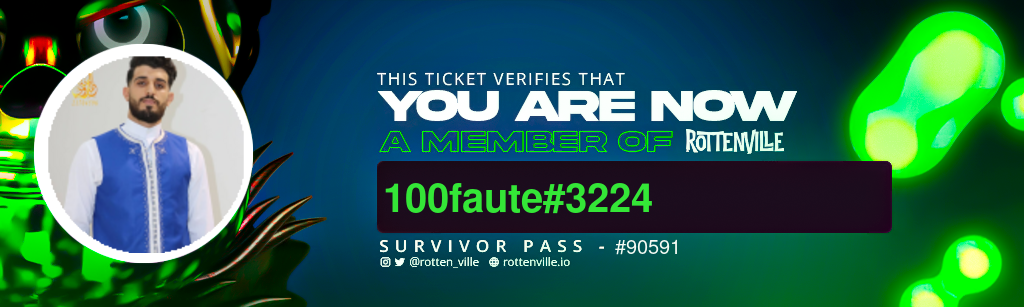 THIS TICKET VERIFIES THAT
YOU ARE NOW
A MEMBER OF ROTTENVILLE
100faute#3224
SURVIVOR PASS - #90591
@rotten_ville rottenville.io